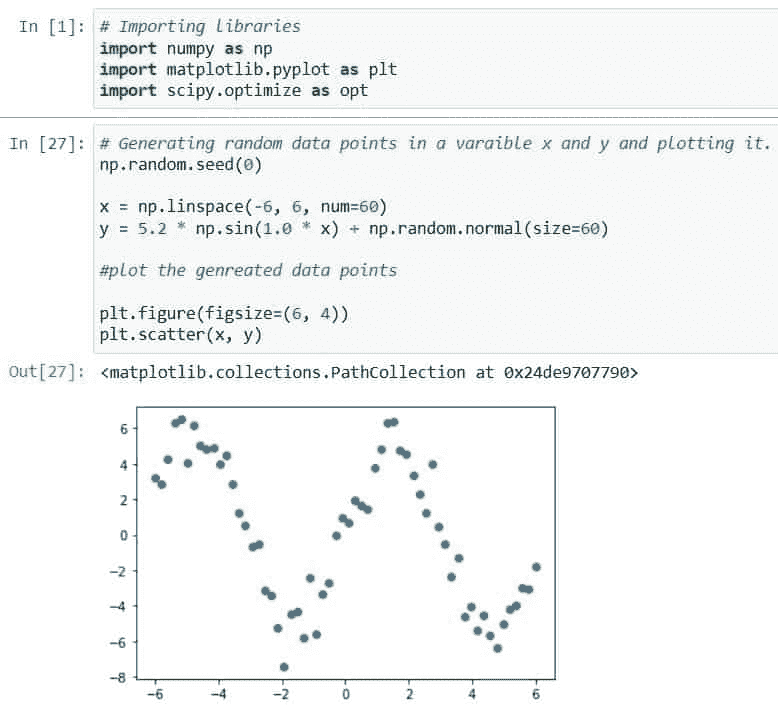 In [1]: # Importing libraries
import numpy as np
import matplotlib.pyplot as plt
import scipy.optimize as opt
In [27]: # Generating random data points in a varaible x and y and plotting it.
np.random.seed(0)
x = np.linspace(-6, 6, num=60)
y = 5.2 * np.sin(1.0 * x) + np.random.normal(size=60)
#plot the genreated data points
plt.figure(figsize=(6, 4))
plt.scatter(x, y)
Out[27]: <matplotlib.collections.PathCollection at 0x24de9707790>
6
4
2
0
−2
−4
−6
−8
−6 −4 −2 0 2 4 6